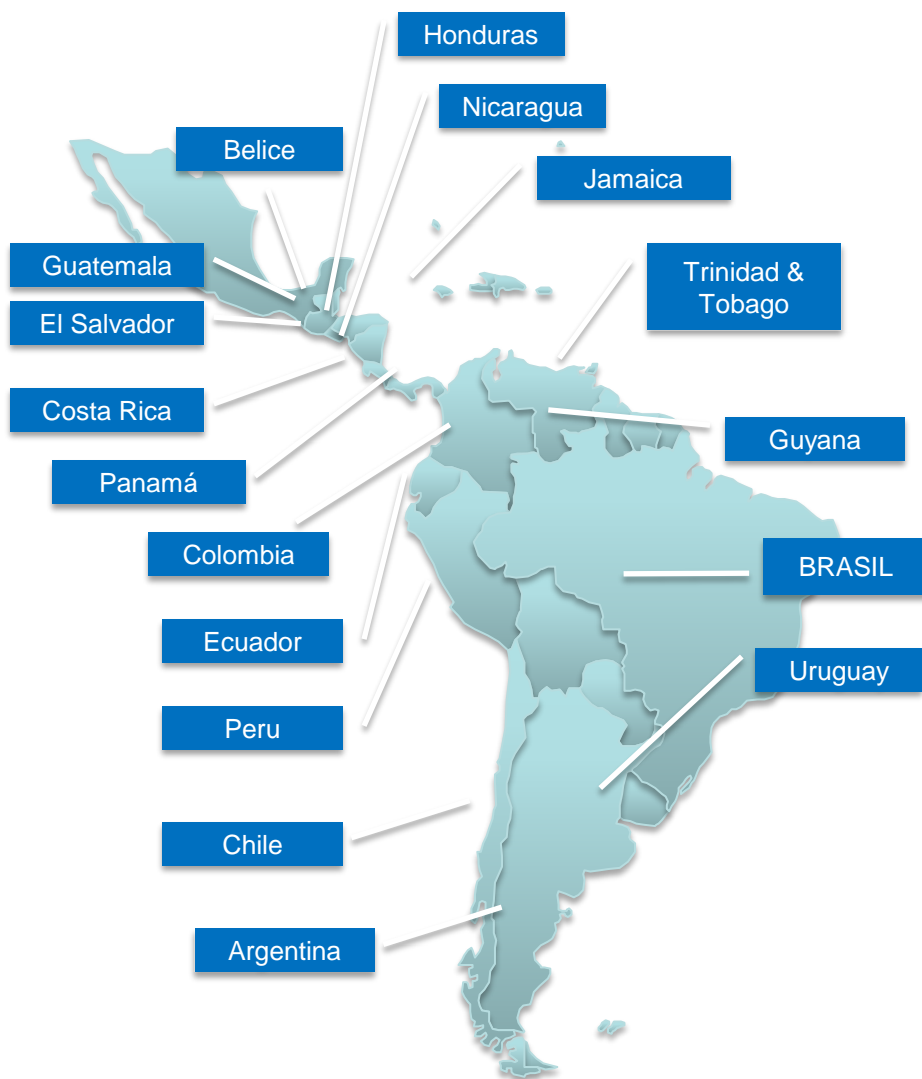 Honduras
Nicaragua
Belice
Jamaica
Guatemala
Trinidad &
Tobago
El Salvador
Costa Rica
Guyana
Panamá
Colombia
BRASIL
Ecuador
Uruguay
Peru
Chile
Argentina